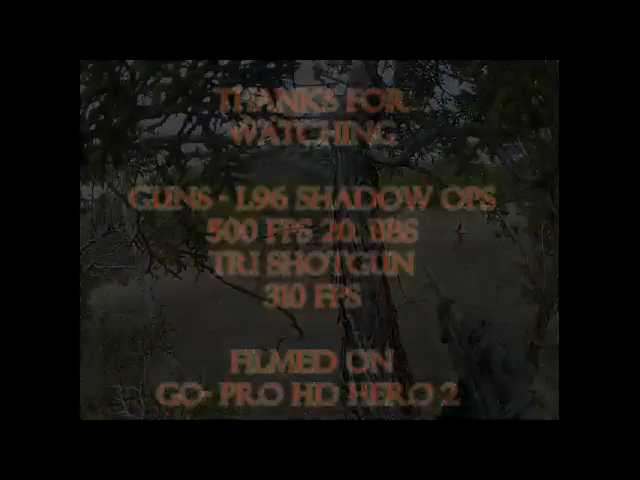 THANKS FOR
WATCHING
GUNS - L96 SHADOW OPS
500 FPS 20. BBS
TRI SHOTGUN
310 FPS
FILMED ON
GO- PRO HD HERO 2